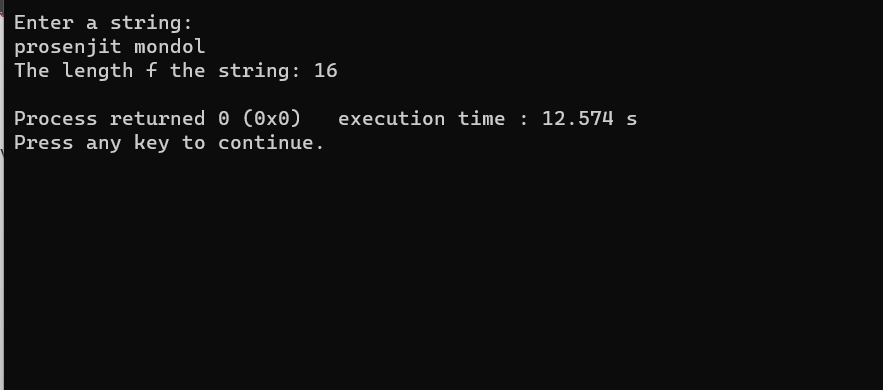 Enter a string:
prosenjit mondol
The length f the string: 16
Process returned 0 (0x0)   execution time : 12.574 s
Press any key to continue.